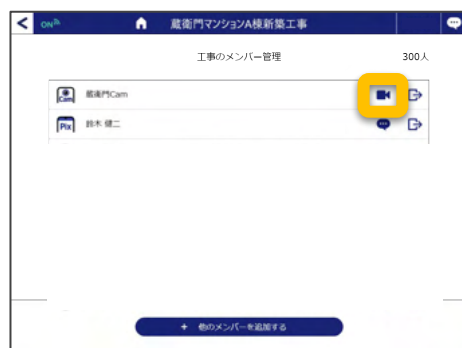 ON
蔵衛門マンションA棟新築工事
工事のメンバー管理 300人
Cam 蔵衛門Cam
Pix 鈴木 健二
+ 他のメンバーを追加する